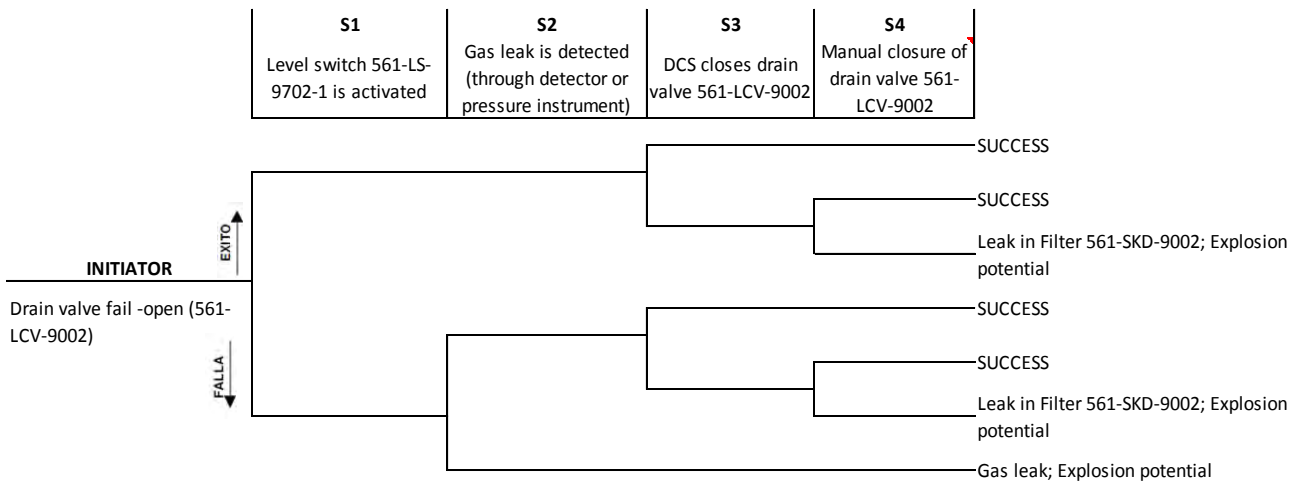 S1
Level switch 561-LS-
9702-1 is activated
S2
Gas leak is detected
(through detector or
pressure instrument)
S3
DCS closes drain
valve 561-LCV-9002
S4
Manual closure of
drain valve 561-
LCV-9002
SUCCESS
SUCCESS
EXITO
Leak in Filter 561-SKD-9002; Explosion
potential
INITIATOR
Drain valve fail -open (561-
LCV-9002)
SUCCESS
FALLA
SUCCESS
Leak in Filter 561-SKD-9002; Explosion
potential
Gas leak; Explosion potential